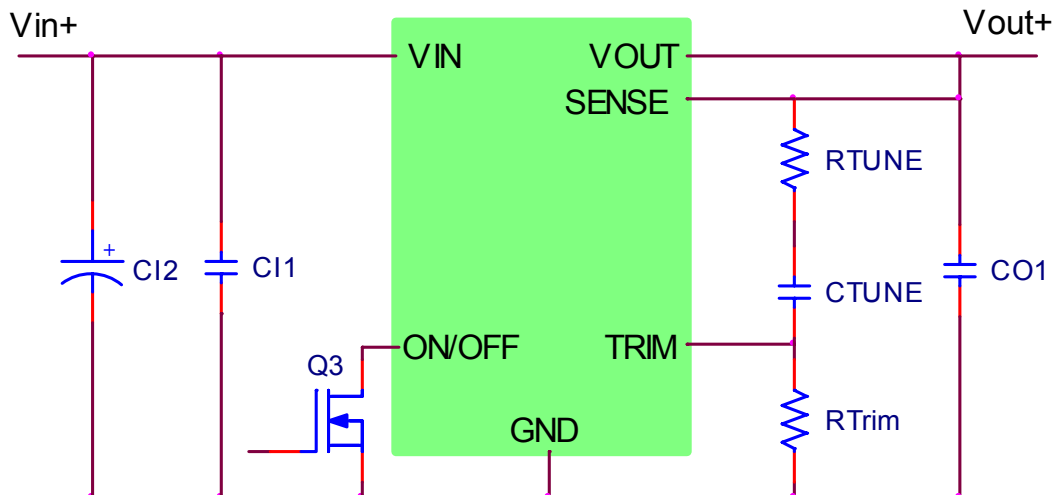 Vin+
Vout+
VIN
VOUT
SENSE
RTUNE
+
CI2
CI1
CTUNE
CO1
ON/OFF
TRIM
Q3
RTrim
GND